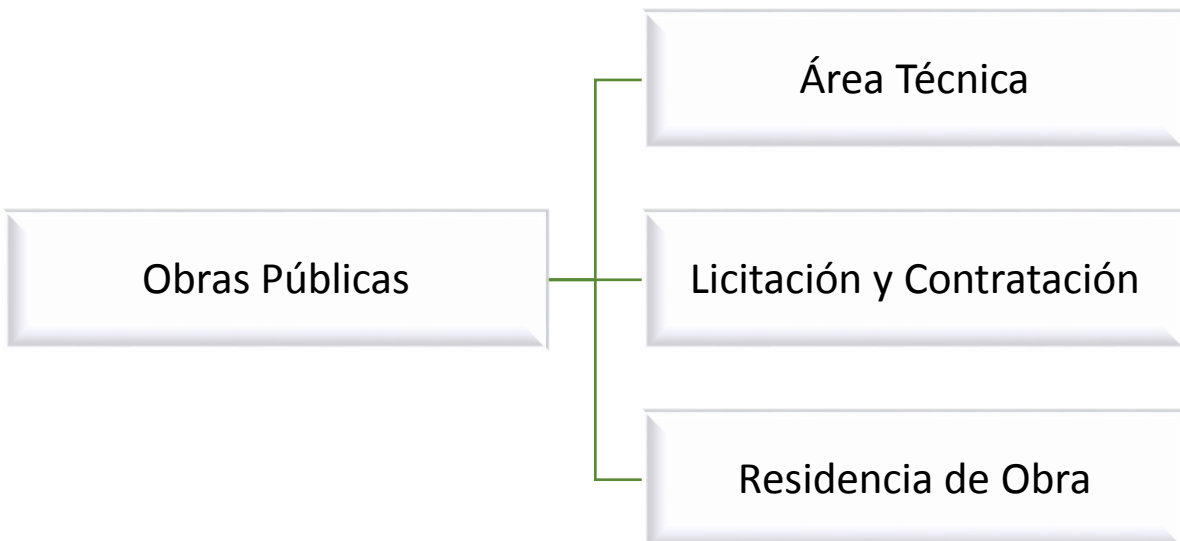 Obras Públicas
Área Técnica
Licitación y Contratación
Residencia de Obra